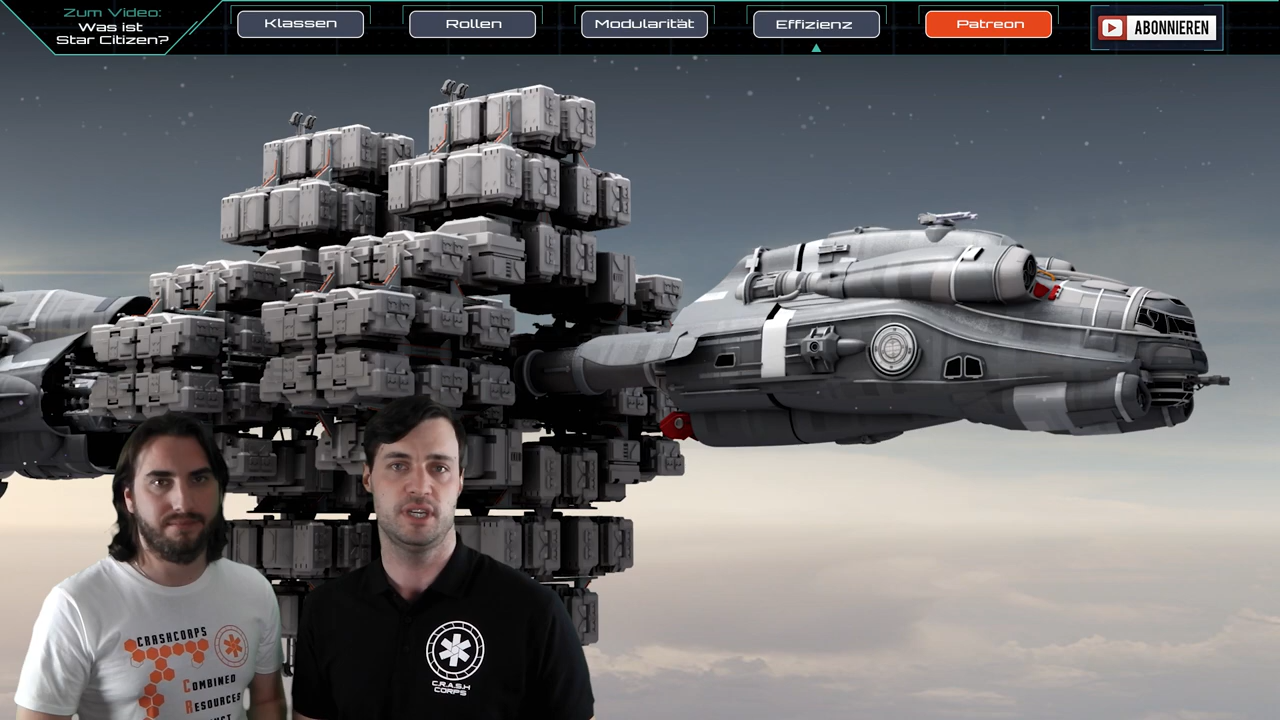 Zum Video:
Was ist
Star Citizen?
Klassen
Rollen
Modularität
Effizienz
Patreon
ABONNIEREN
CRASHCORPS
COMBINED
RESOURCES
C.R.A.S.H
CORPS